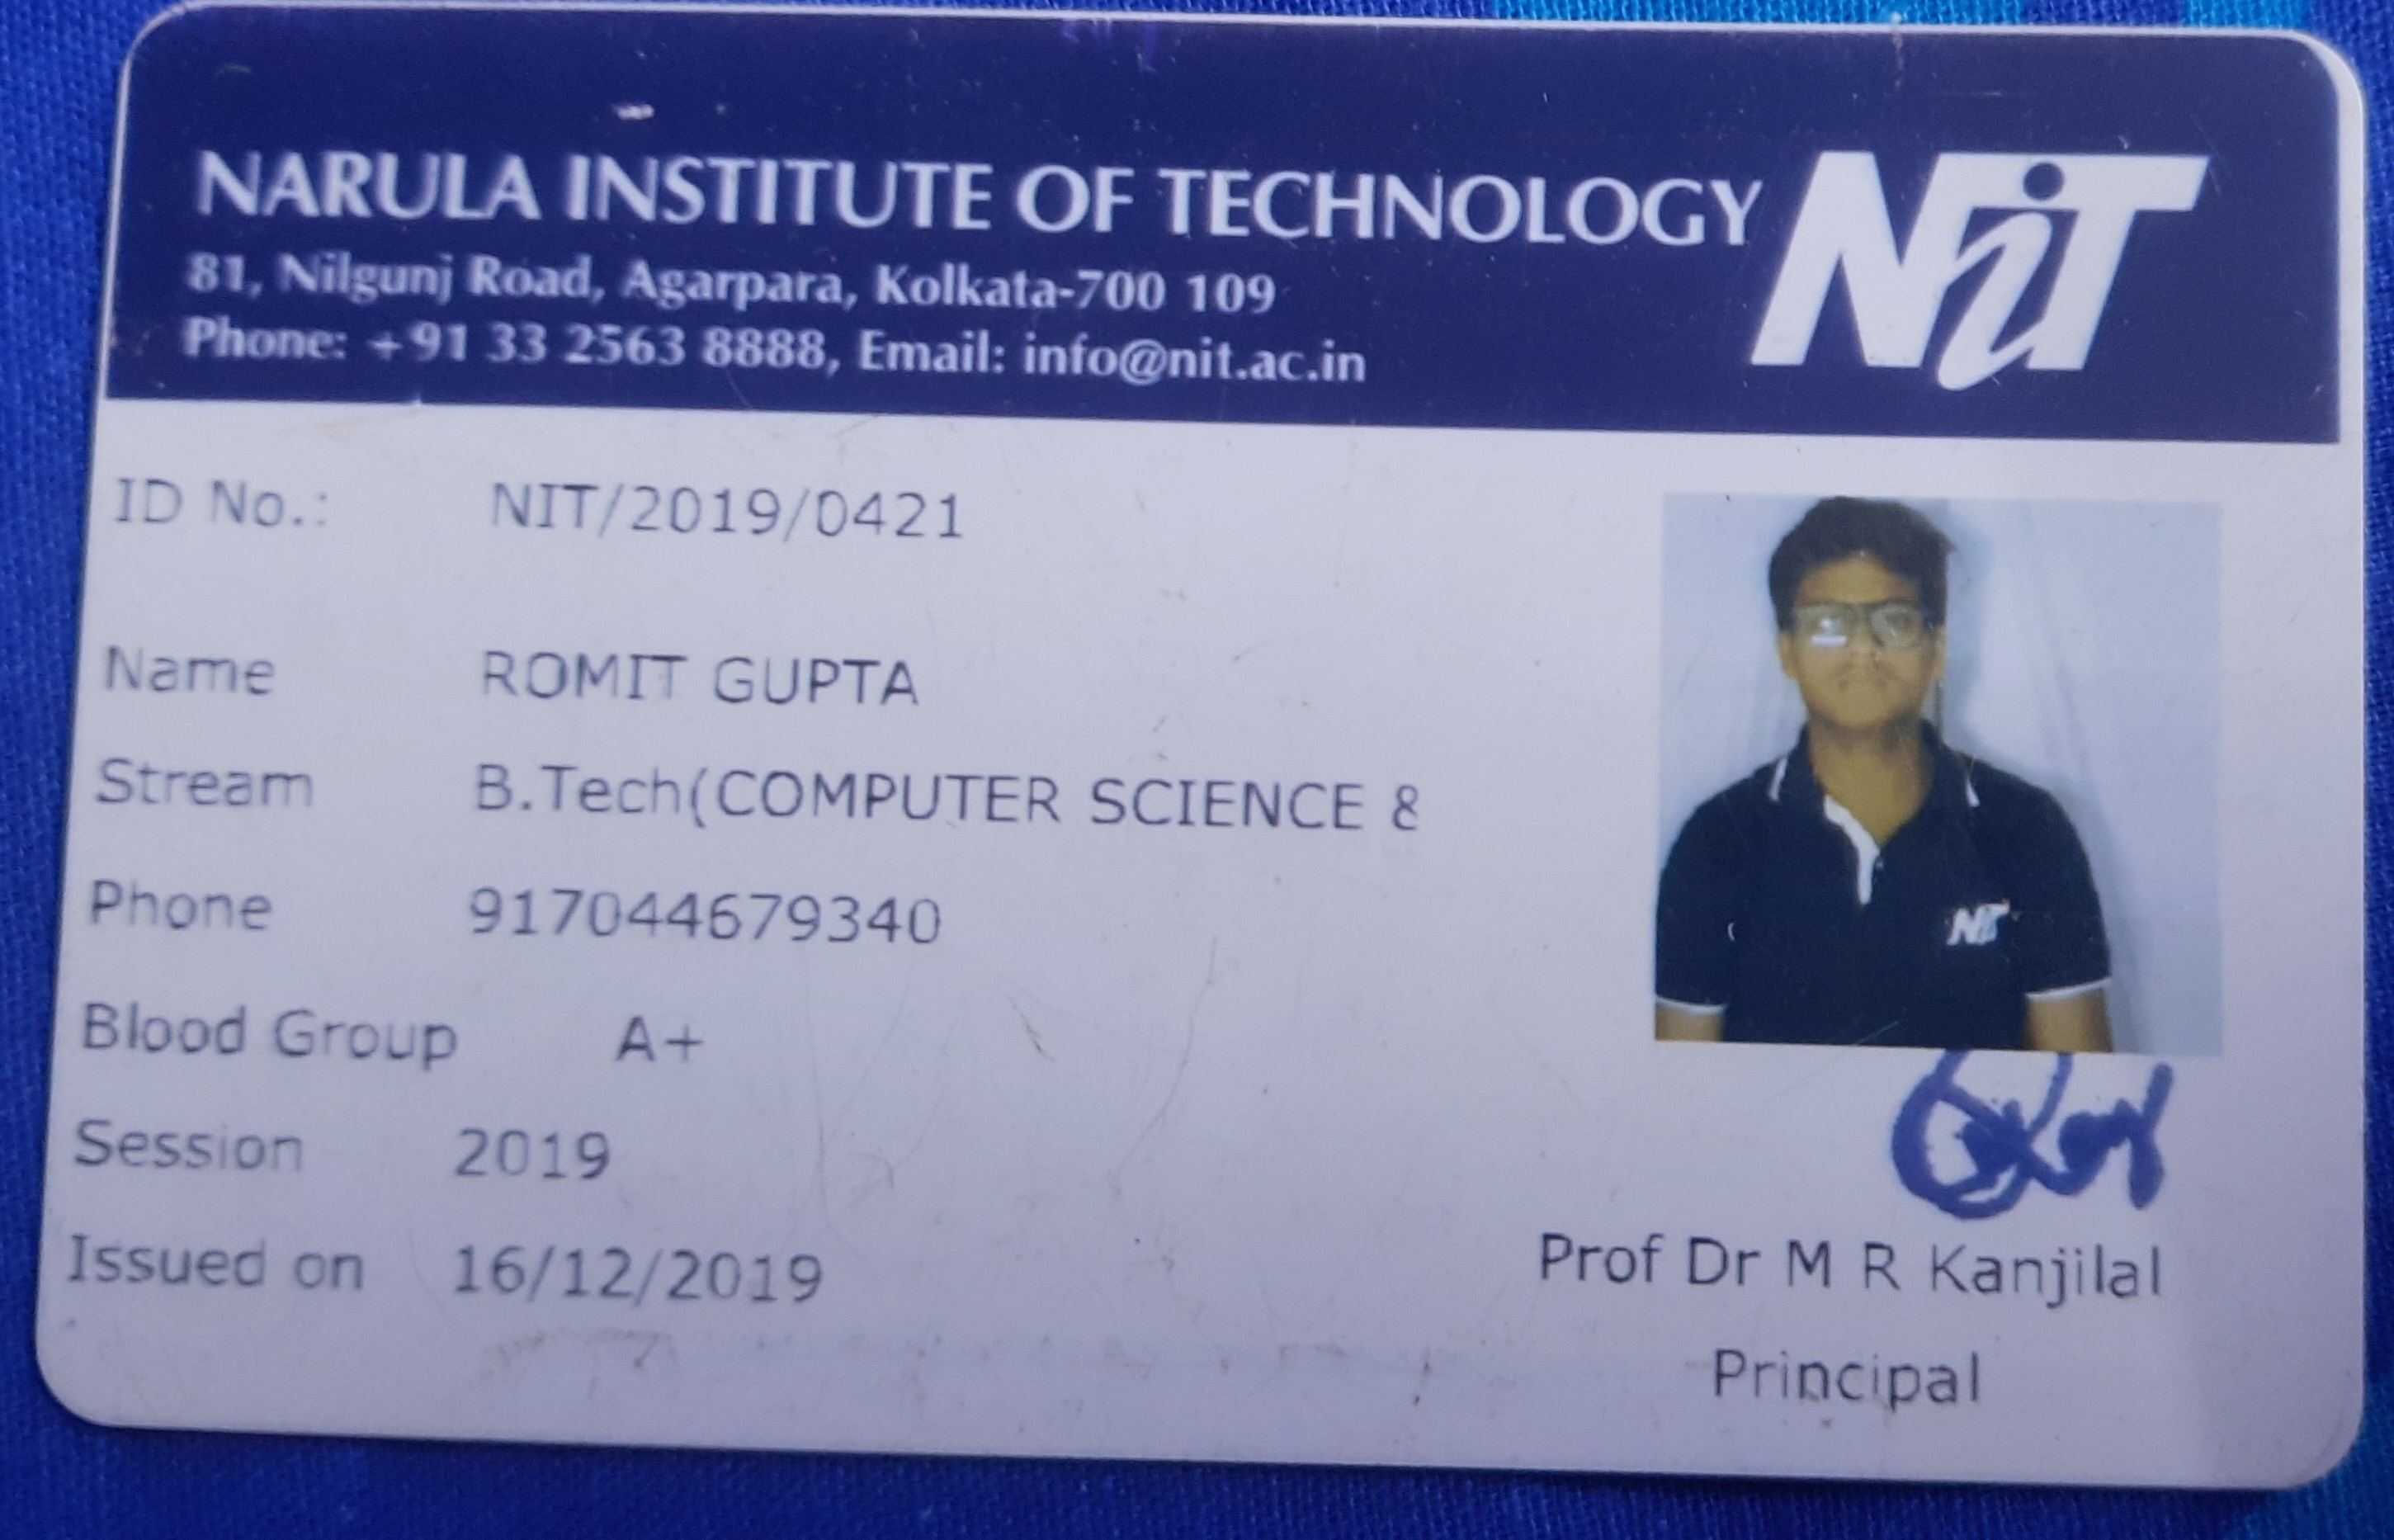 NARULA INSTITUTE OF TECHNOLOGY NiT
81, Nilgunj Road, Agarpara, Kolkata-700 109
Phone: +91 33 2563 8888, Email: info@nit.ac.in
ID No.: NIT/2019/0421
Name ROMIT GUPTA
Stream B.Tech(COMPUTER SCIENCE &
Phone 917044679340
Blood Group A+
Session 2019
Issued on 16/12/2019
NiT
Prof Dr M R Kanjilal
Principal